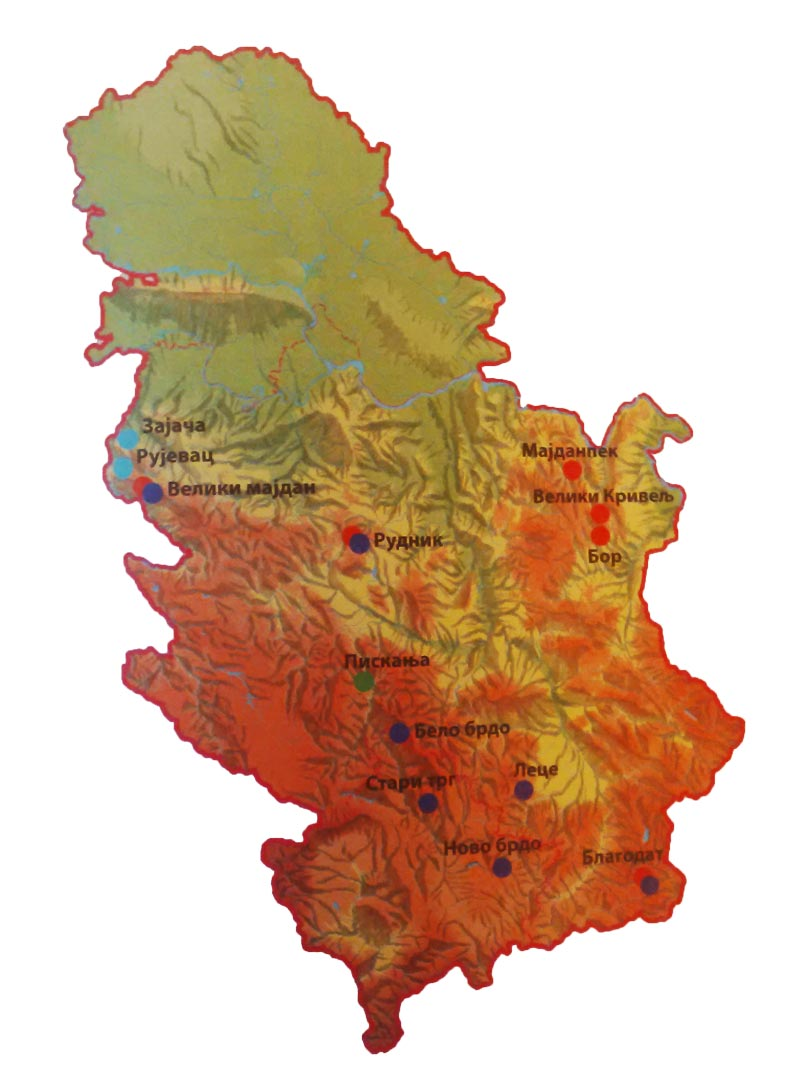 Зајача
Рујевац
Велики мајдан
Мајданпек
Велики Кривељ
Бор
Рудник
Пискања
Бело брдо
Стари трг
Леце
Ново брдо
Благодат